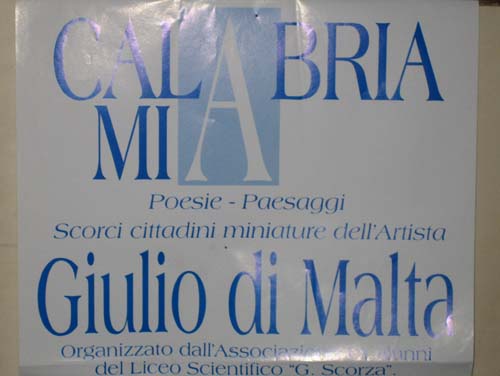 CALABRIA
MIA
Poesie - Paesaggi
Scorci cittadini miniature dell'Artista
Giulio di Malta
Organizzato dall'Associazione
del Liceo Scientifico "G. Scorza".